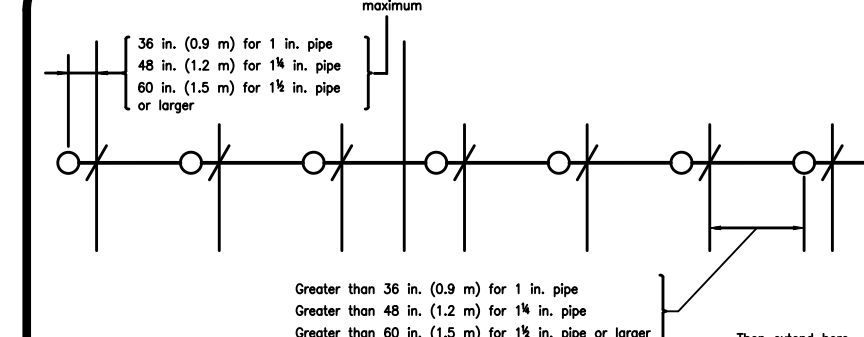 maximum
36 in. (0.9 m) for 1 in. pipe
48 in. (1.2 m) for 1¼ in. pipe
60 in. (1.5 m) for 1½ in. pipe
or larger
Greater than 36 in. (0.9 m) for 1 in. pipe
Greater than 48 in. (1.2 m) for 1¼ in. pipe
Greater than 60 in. (1.5 m) for 1½ in. pipe or larger
Then extend here